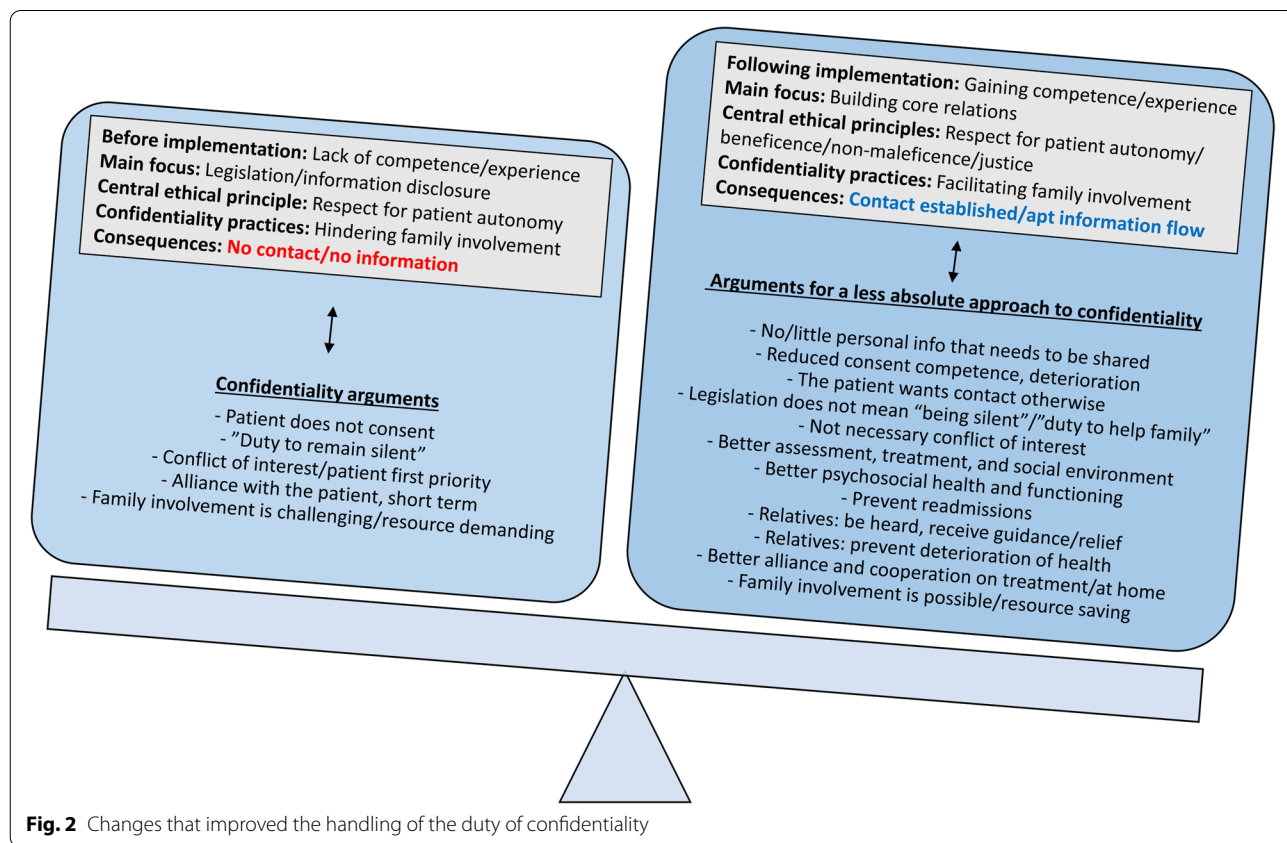 Before implementation: Lack of competence/experience
Main focus: Legislation/information disclosure
Central ethical principle: Respect for patient autonomy
Confidentiality practices: Hindering family involvement
Consequences: No contact/no information
Confidentiality arguments
- Patient does not consent
- ”Duty to remain silent”
- Conflict of interest/patient first priority
- Alliance with the patient, short term
- Family involvement is challenging/resource demanding
Following implementation: Gaining competence/experience
Main focus: Building core relations
Central ethical principles: Respect for patient autonomy/
beneficence/non-maleficence/justice
Confidentiality practices: Facilitating family involvement
Consequences: Contact established/apt information flow
Arguments for a less absolute approach to confidentiality
- No/little personal info that needs to be shared
- Reduced consent competence, deterioration
- The patient wants contact otherwise
- Legislation does not mean “being silent”/”duty to help family”
- Not necessary conflict of interest
- Better assessment, treatment, and social environment
- Better psychosocial health and functioning
- Prevent readmissions
- Relatives: be heard, receive guidance/relief
- Relatives: prevent deterioration of health
- Better alliance and cooperation on treatment/at home
- Family involvement is possible/resource saving
Fig. 2 Changes that improved the handling of the duty of confidentiality